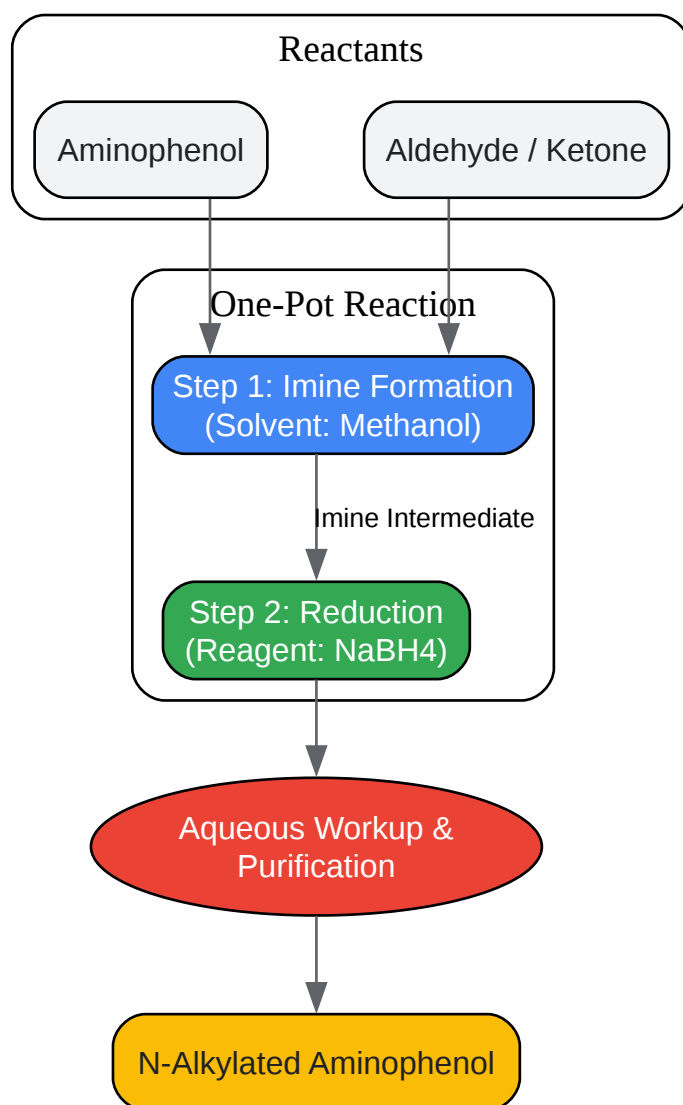 Reactants
Aminophenol
Aldehyde / Ketone
One-Pot Reaction
Step 1: Imine Formation
(Solvent: Methanol)
Imine Intermediate
Step 2: Reduction
(Reagent: NaBH4)
Aqueous Workup &
Purification
N-Alkylated Aminophenol